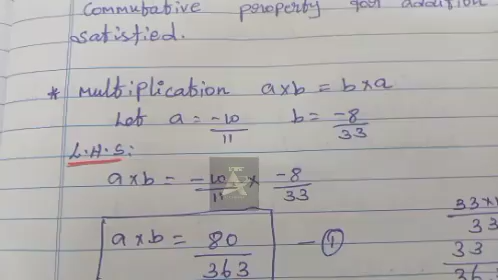 Commutative property for addition
satisfied.
* Multiplication a×b = b×a
Let a = -10/11 b = -8/33
L.H.S:
a×b = -10/11 × -8/33
a×b = 80/363 — ①
33×
33
33